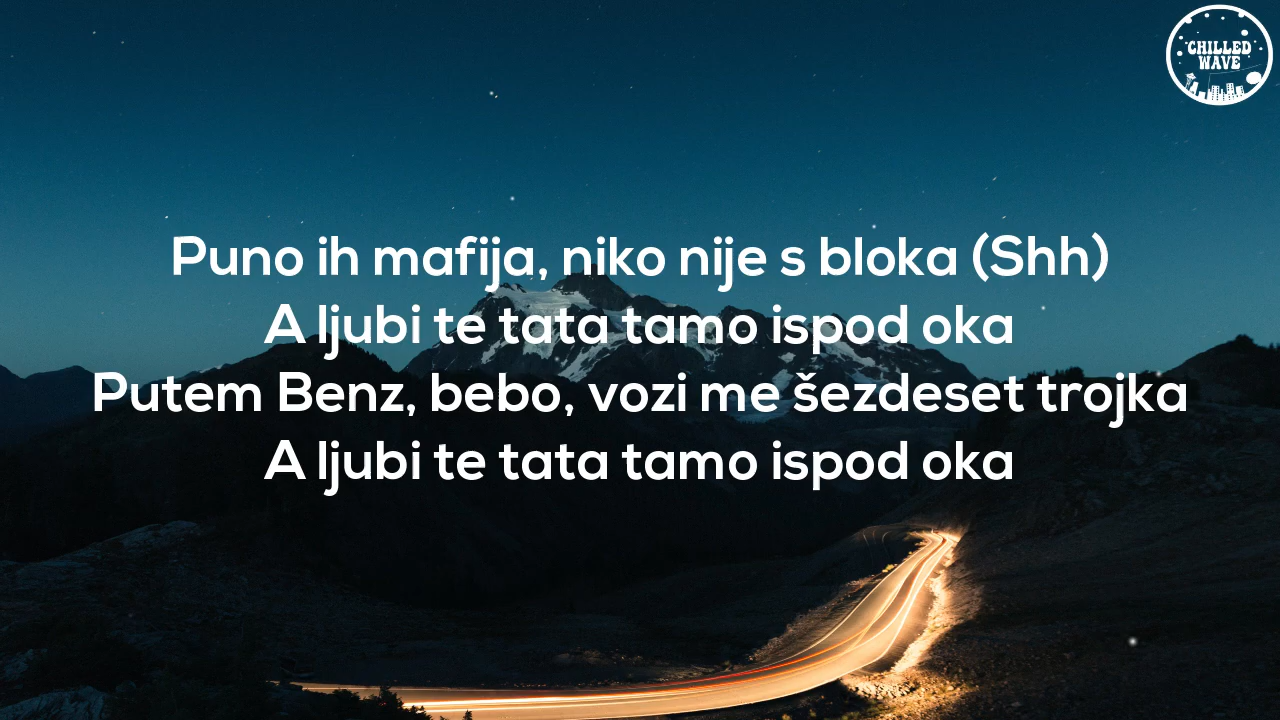 CHILLED
WAVE
Puno ih mafija, niko nije s bloka (Shh)
A ljubi te tata tamo ispod oka
Putem Benz, bebo, vozi me šezdeset trojka
A ljubi te tata tamo ispod oka